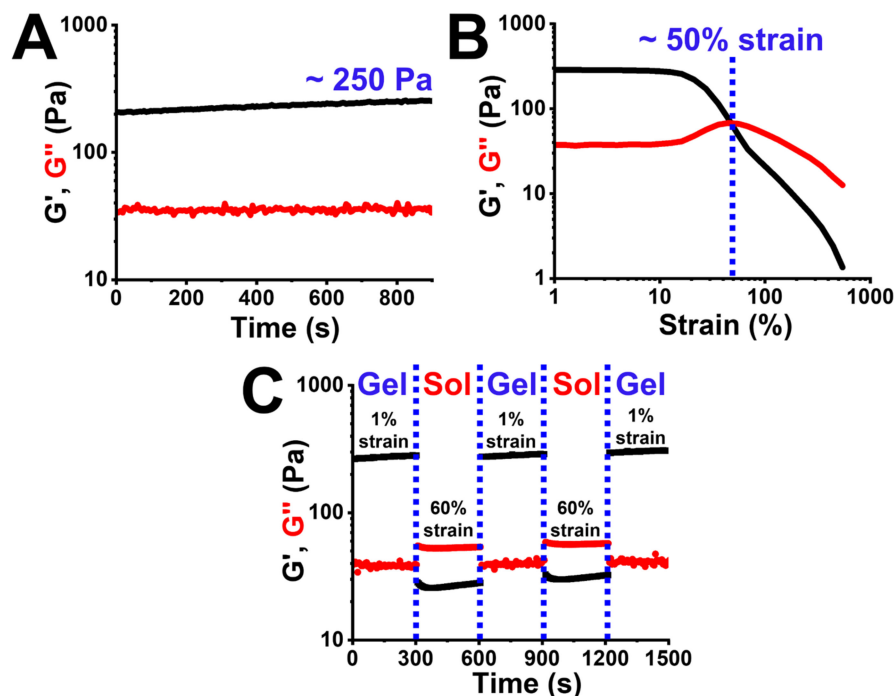 A
~ 250 Pa
G', G'' (Pa)
1000
100
10
0 200 400 600 800
Time (s)
B
~ 50% strain
G', G'' (Pa)
1000
100
10
1
1 10 100 1000
Strain (%)
C
Gel Sol Gel Sol Gel
1% strain
60% strain
1% strain
60% strain
1% strain
G', G'' (Pa)
1000
100
10
0 300 600 900 1200 1500
Time (s)